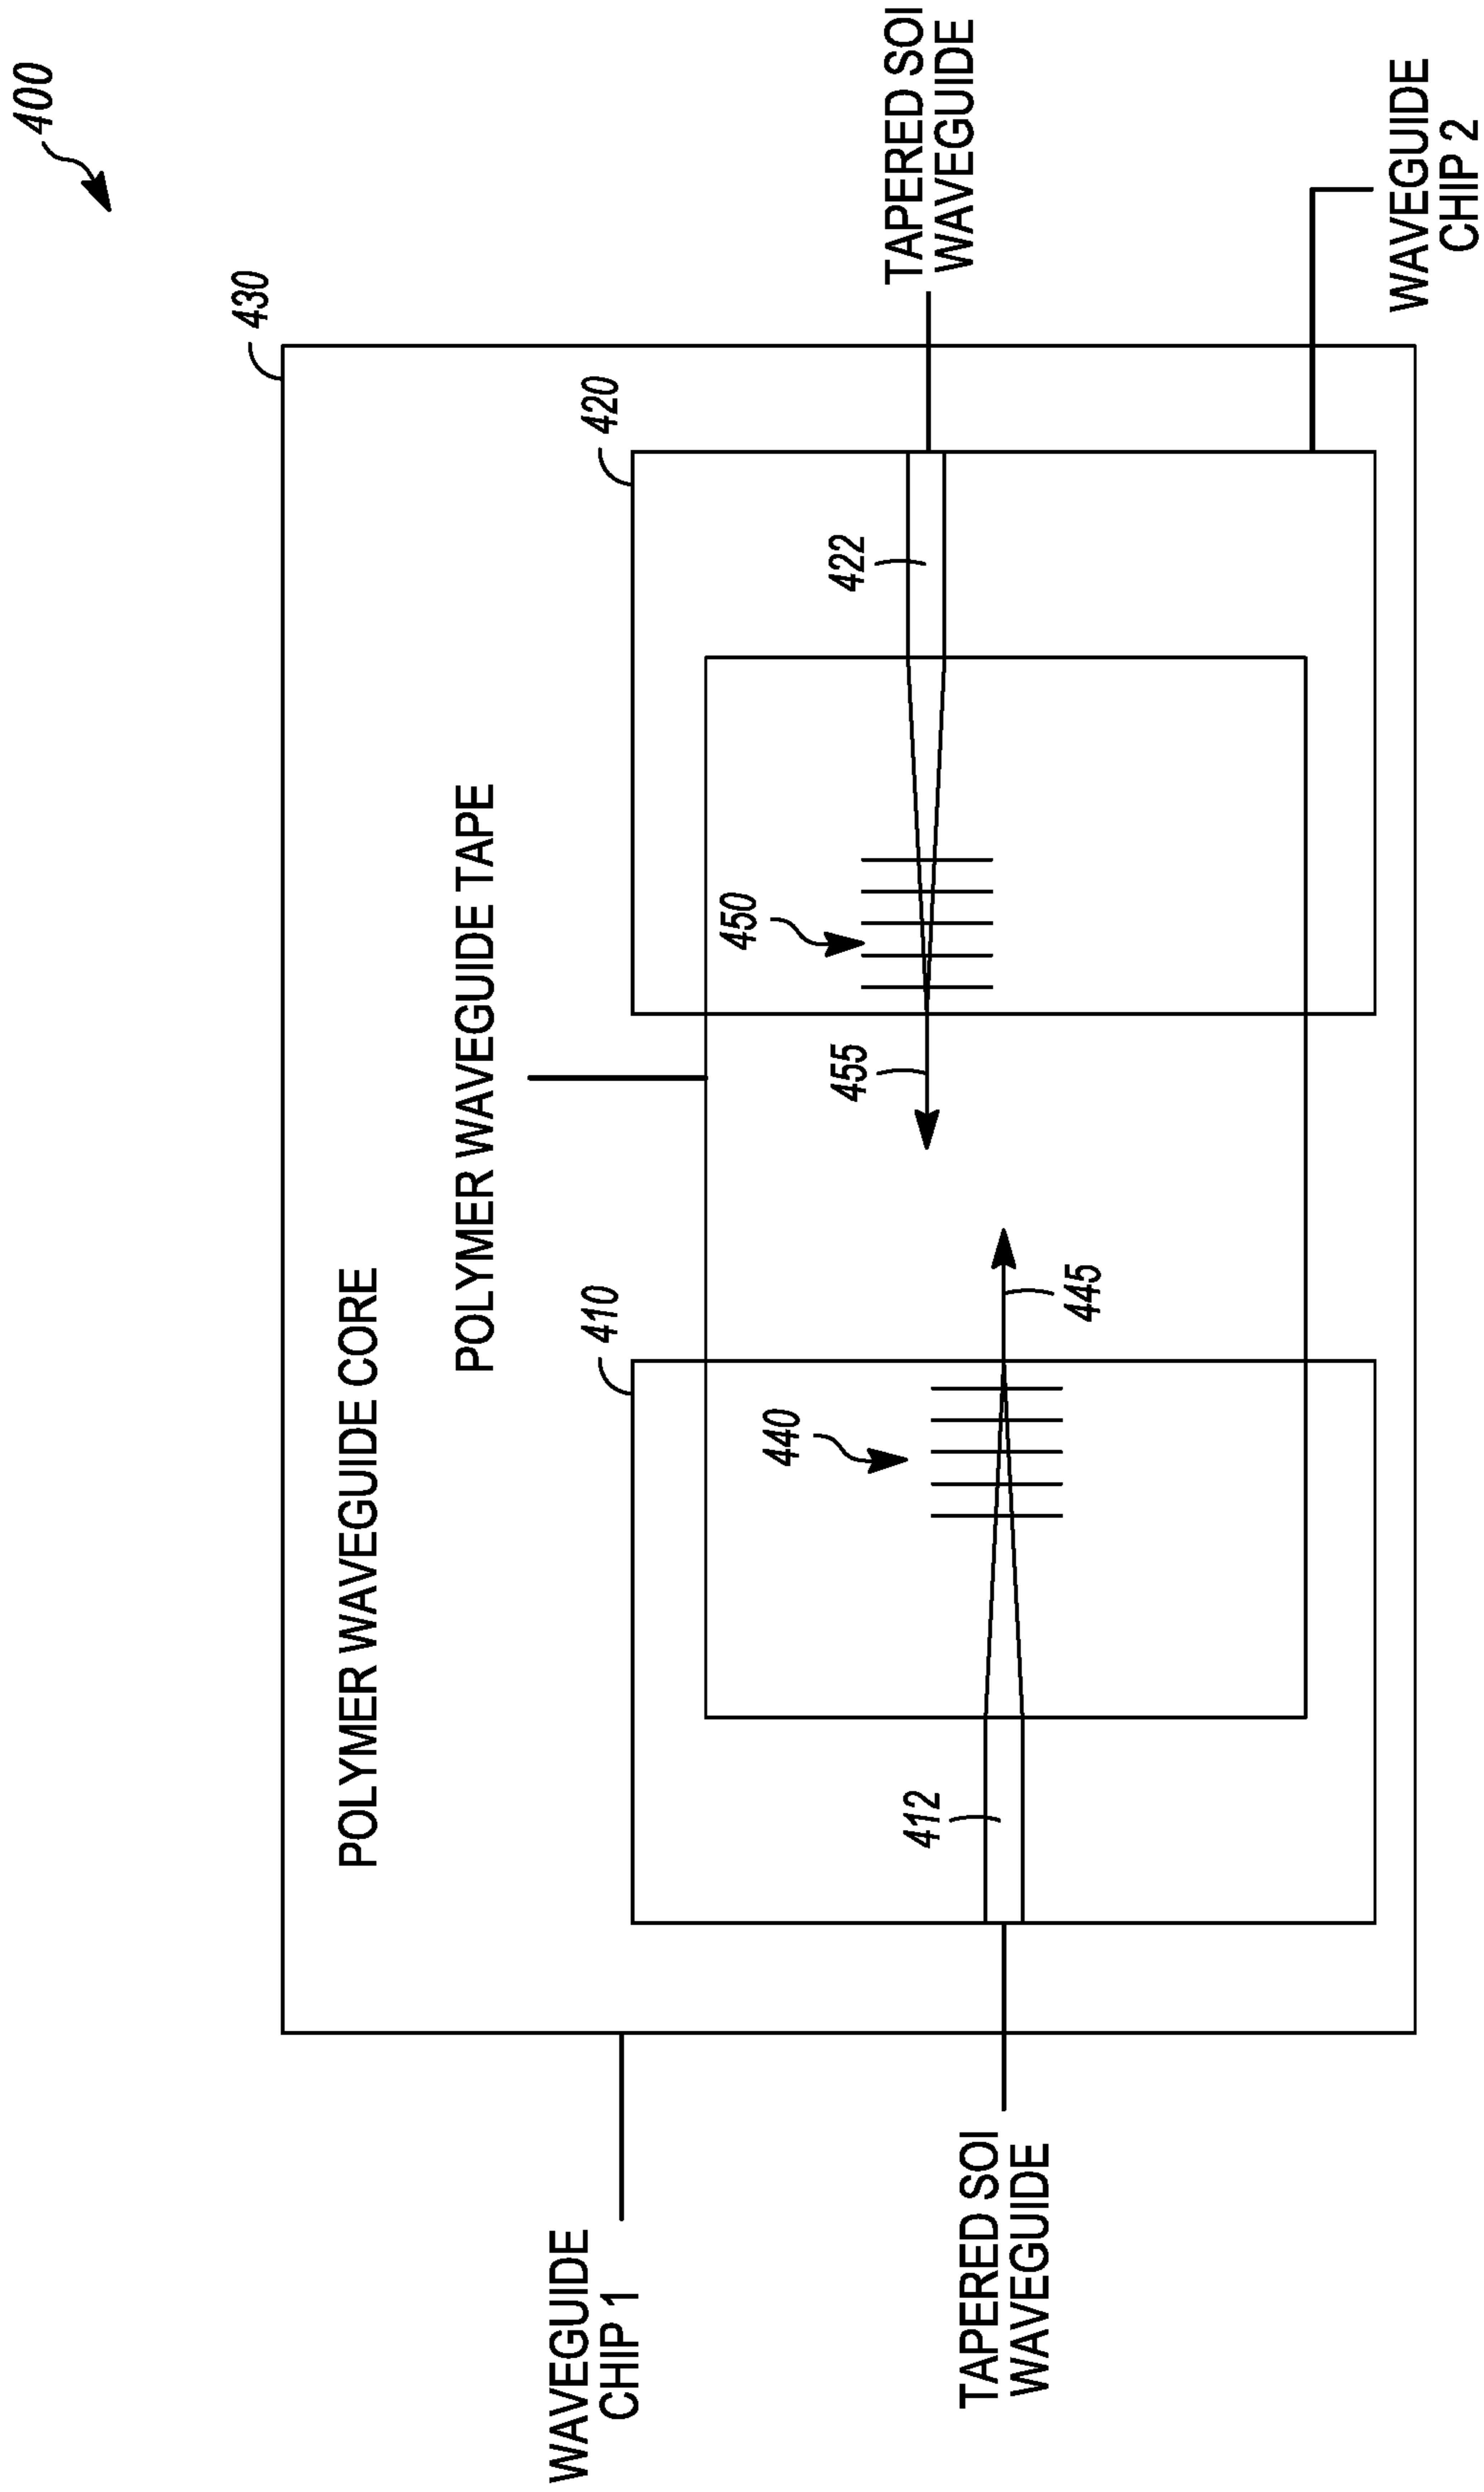 400
430
POLYMER WAVEGUIDE CORE
POLYMER WAVEGUIDE TAPE
WAVEGUIDE
CHIP 1
410
420
440
450
412
445
455
422
TAPERED SOI
WAVEGUIDE
TAPERED SOI
WAVEGUIDE
WAVEGUIDE
CHIP 2